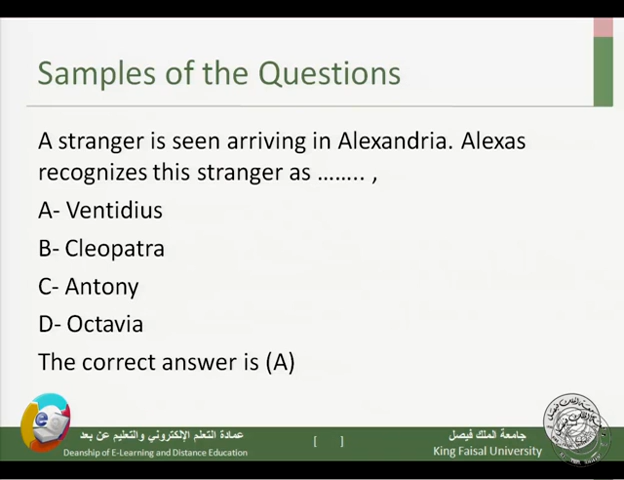 Samples of the Questions
A stranger is seen arriving in Alexandria. Alexas
recognizes this stranger as …….. ,
A- Ventidius
B- Cleopatra
C- Antony
D- Octavia
The correct answer is (A)
عمادة التعلم الإلكتروني والتعليم عن بعد
Deanship of E-Learning and Distance Education
[ ]
جامعة الملك فيصل
King Faisal University